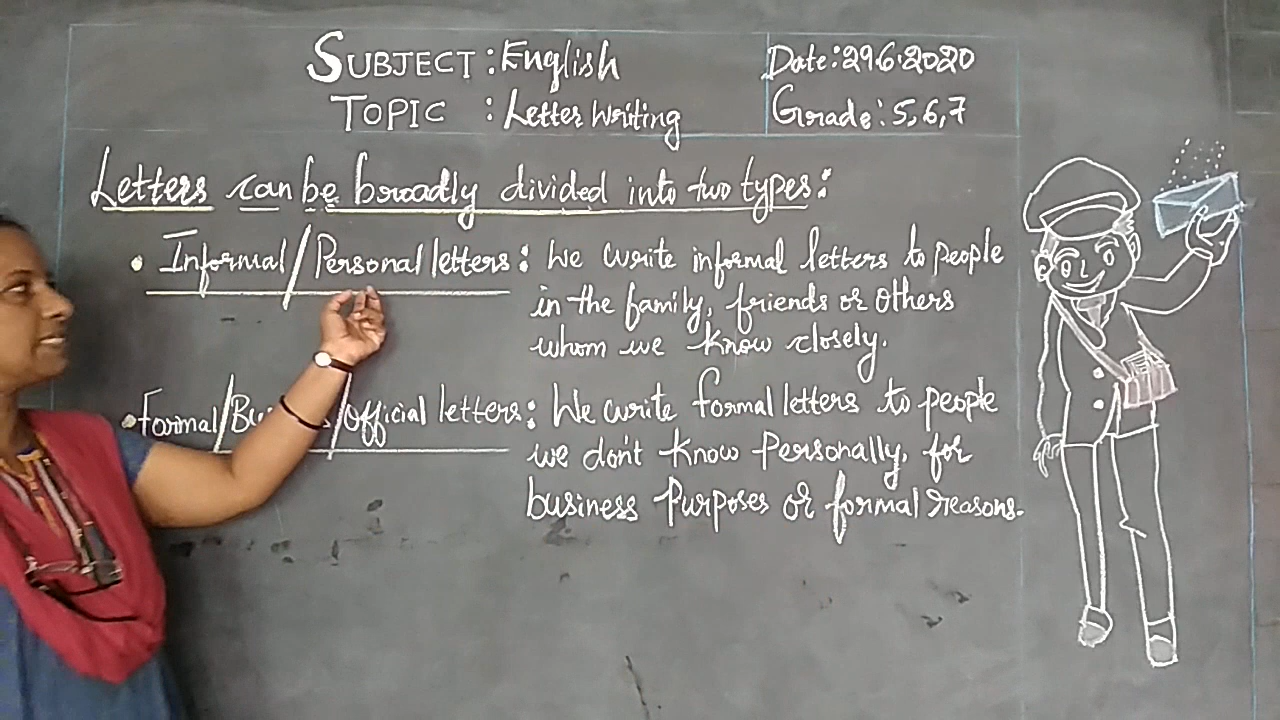 SUBJECT : English
Date: 29.6.2020
TOPIC : Letter Writing
Grade: 5, 6, 7
Letters can be broadly divided into two types:
• Informal/Personal letters: We write informal letters to people
in the family, friends or others
whom we know closely.
• Formal/ /Official letters: We write formal letters to people
we don't know Personally, for
business Purposes or formal reasons.